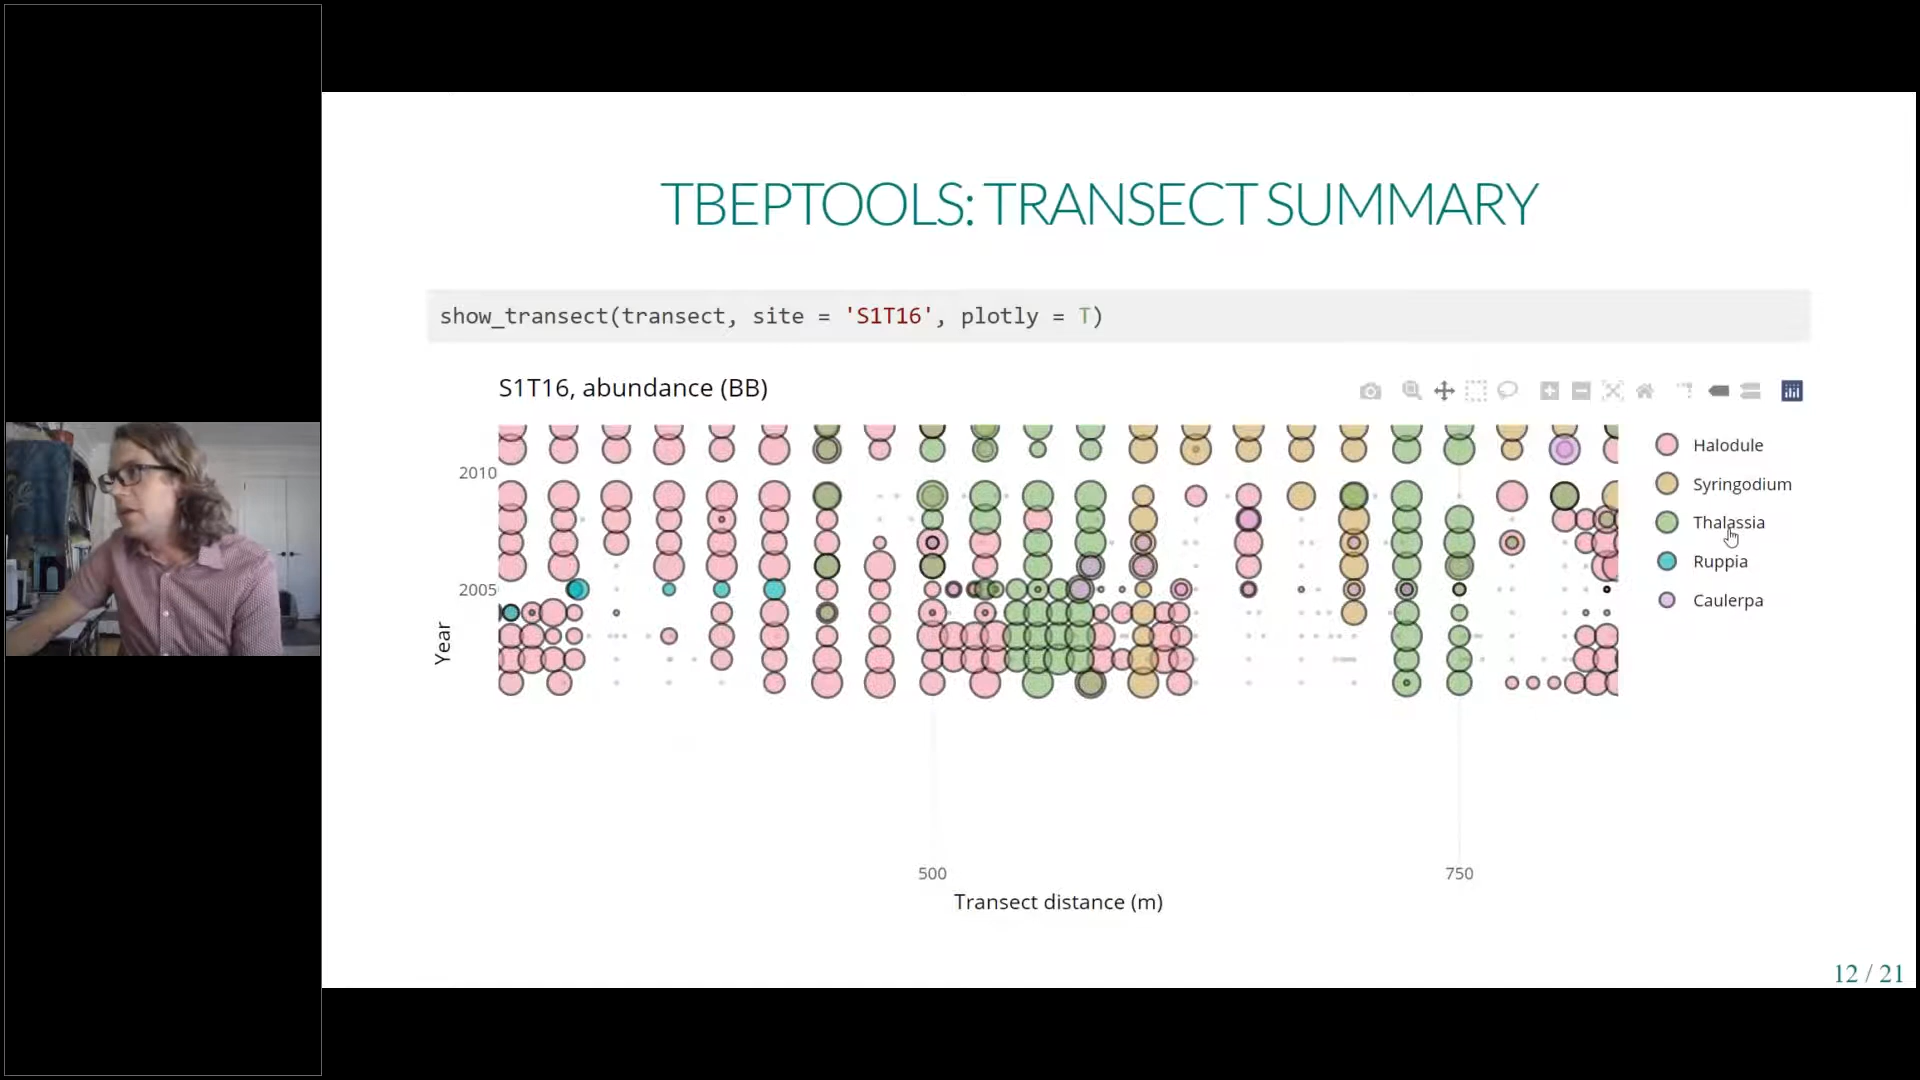 TBEPTOOLS: TRANSECT SUMMARY
show_transect(transect, site = 'S1T16', plotly = T)
S1T16, abundance (BB)
2010
2005
Year
500
750
Transect distance (m)
Halodule
Syringodium
Thalassia
Ruppia
Caulerpa
12 / 21